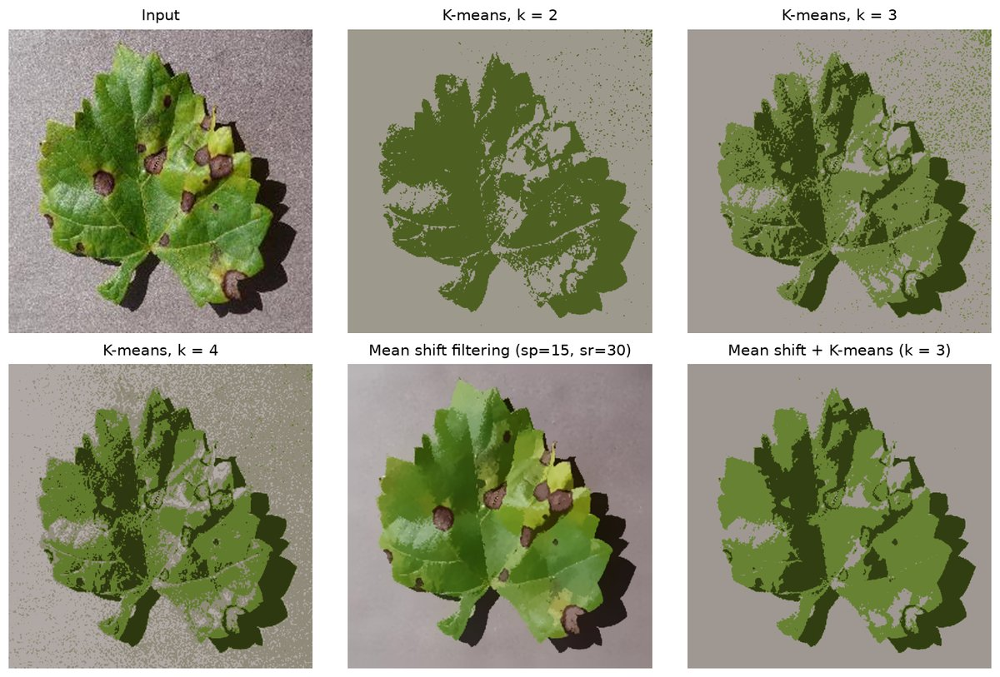 Input
K-means, k = 2
K-means, k = 3
K-means, k = 4
Mean shift filtering (sp=15, sr=30)
Mean shift + K-means (k = 3)